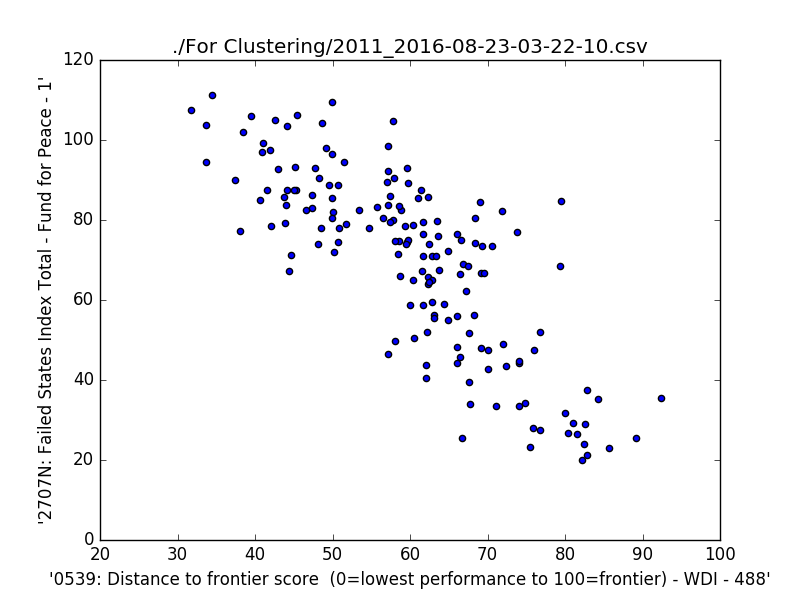 ./For Clustering/2011_2016-08-23-03-22-10.csv
'2707N: Failed States Index Total - Fund for Peace - 1'
120
100
80
60
40
20
0
20 30 40 50 60 70 80 90 100
'0539: Distance to frontier score  (0=lowest performance to 100=frontier) - WDI - 488'